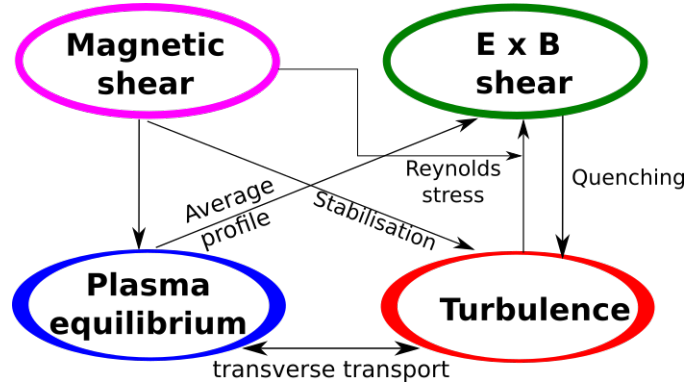 Magnetic
shear
E x B
shear
Reynolds
stress
Quenching
Average
profile
Stabilisation
Plasma
equilibrium
Turbulence
transverse transport